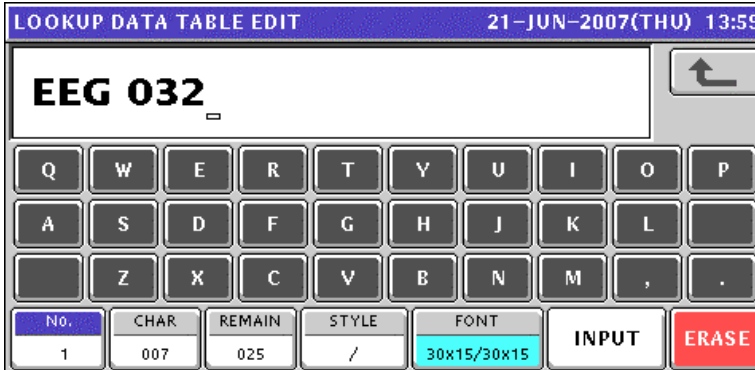 LOOKUP DATA TABLE EDIT 21-JUN-2007(THU) 13:59
EEG 032
Q W E R T Y U I O P
A S D F G H J K L
Z X C V B N M , .
No. CHAR REMAIN STYLE FONT INPUT ERASE
1 007 025 / 30x15/30x15